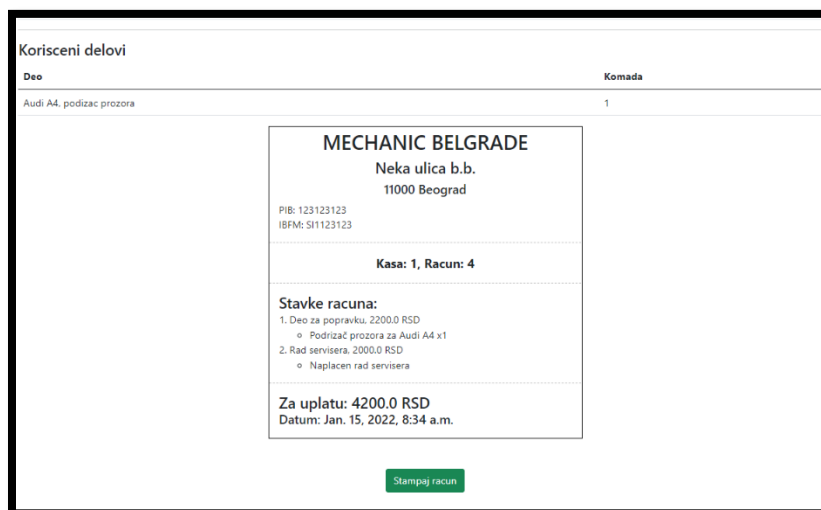 Korisceni delovi
Deo Komada
Audi A4, podizac prozora 1
MECHANIC BELGRADE
Neka ulica b.b.
11000 Beograd
PIB: 123123123
IBFM: SI1123123
Kasa: 1, Racun: 4
Stavke racuna:
1. Deo za popravku, 2200.0 RSD
Podrizač prozora za Audi A4 x1
2. Rad servisera, 2000.0 RSD
Naplacen rad servisera
Za uplatu: 4200.0 RSD
Datum: Jan. 15, 2022, 8:34 a.m.
Stampaj racun